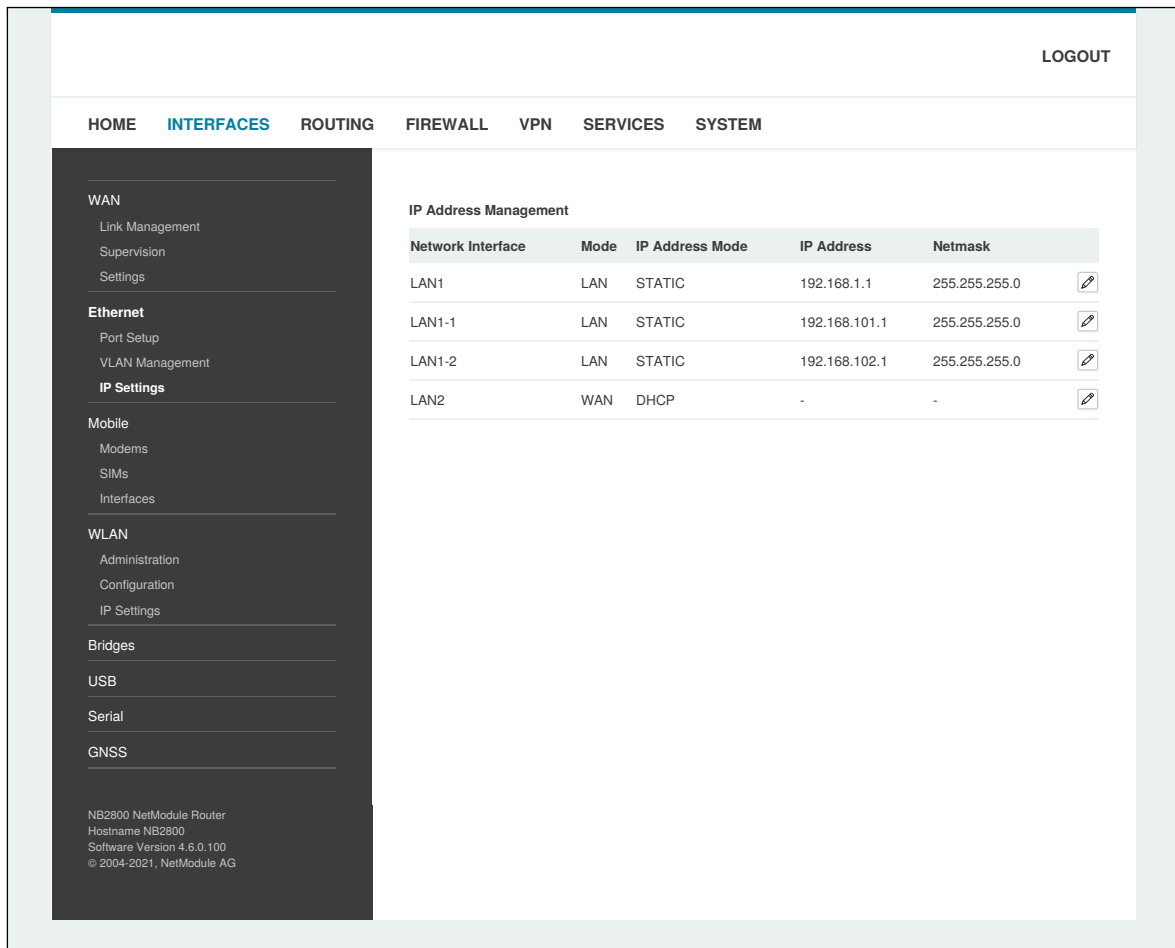 LOGOUT
HOME INTERFACES ROUTING FIREWALL VPN SERVICES SYSTEM
WAN
Link Management
Supervision
Settings
Ethernet
Port Setup
VLAN Management
IP Settings
Mobile
Modems
SIMs
Interfaces
WLAN
Administration
Configuration
IP Settings
Bridges
USB
Serial
GNSS
NB2800 NetModule Router
Hostname NB2800
Software Version 4.6.0.100
© 2004-2021, NetModule AG
IP Address Management
Network Interface Mode IP Address Mode IP Address Netmask
LAN1 LAN STATIC 192.168.1.1 255.255.255.0
LAN1-1 LAN STATIC 192.168.101.1 255.255.255.0
LAN1-2 LAN STATIC 192.168.102.1 255.255.255.0
LAN2 WAN DHCP - -